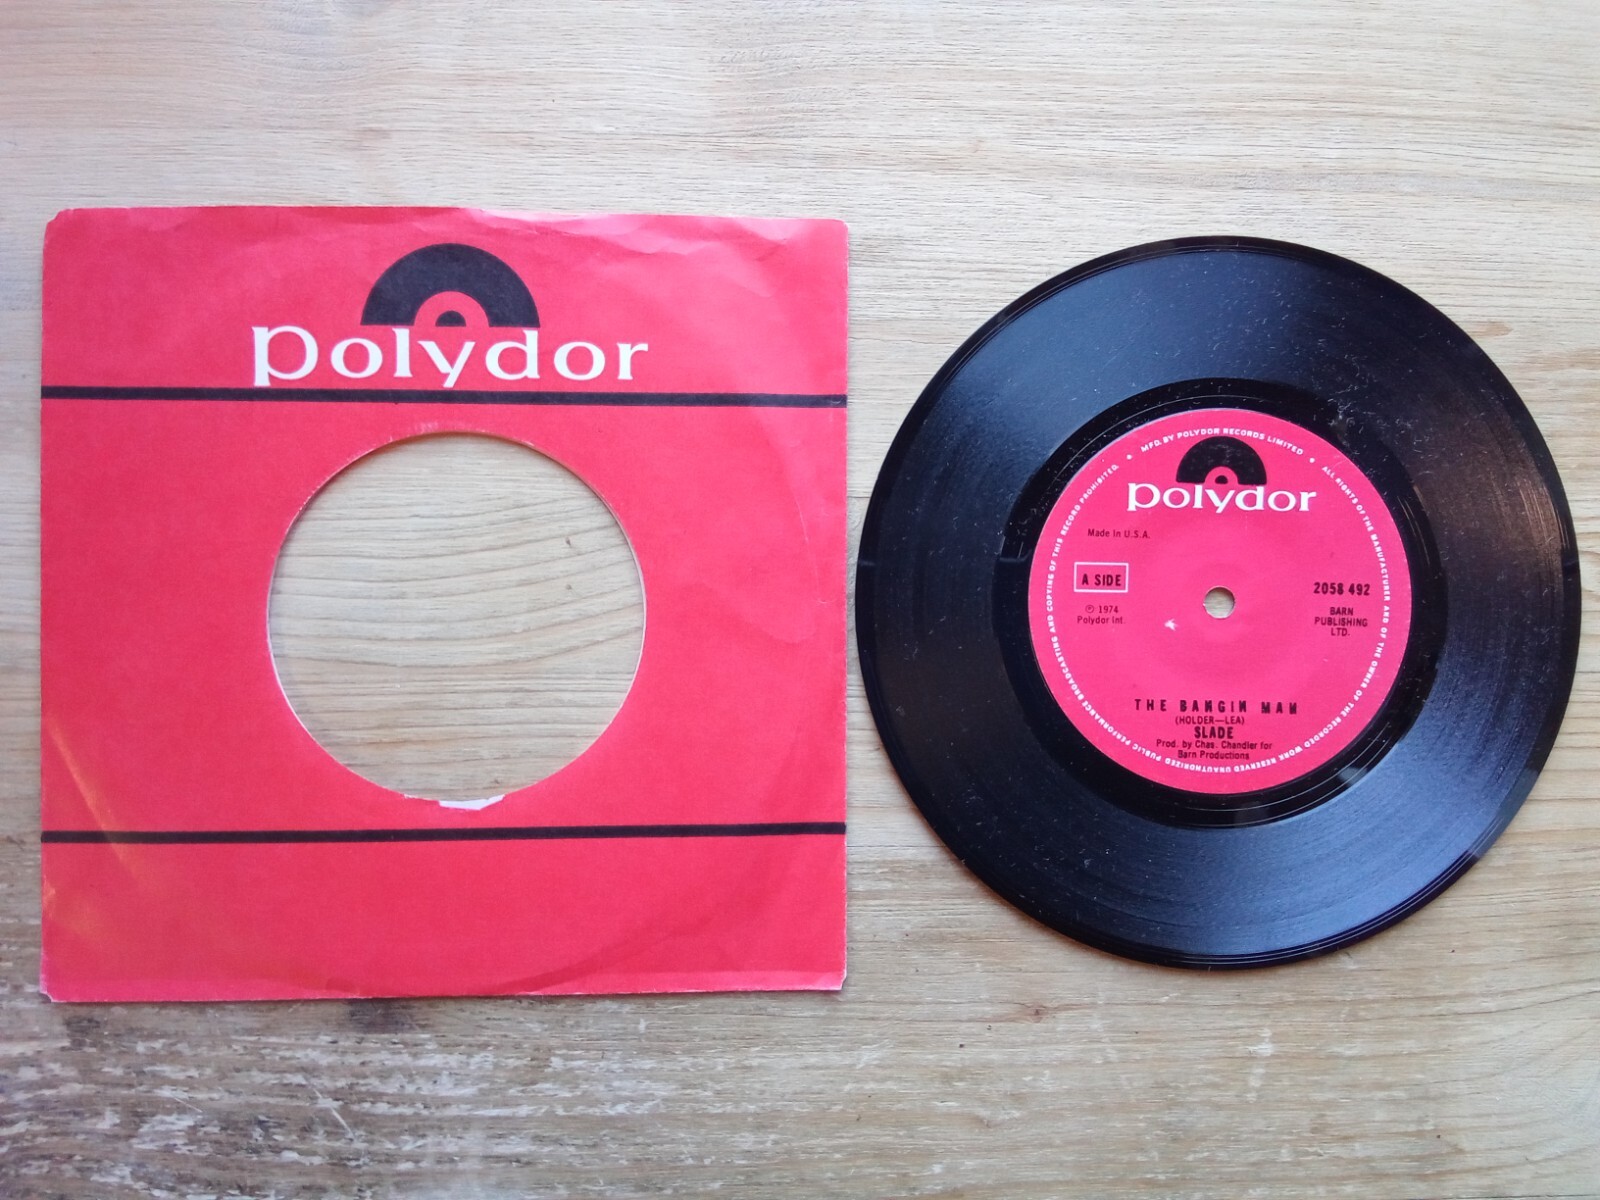 polydor
MFD. BY POLYDOR RECORDS LIMITED • ALL RIGHTS OF THE MANUFACTURER AND OF THE OWNER OF THE RECORDED WORK RESERVED UNAUTHORIZED PUBLIC PERFORMANCE BROADCASTING AND COPYING OF THIS RECORD PROHIBITED. •
polydor
Made In U.S.A.
A SIDE
2058 492
℗ 1974
Polydor Int
BARN
PUBLISHING
LTD.
THE BANGIN MAN
(HOLDER—LEA)
SLADE
Prod. by Chas. Chandler for
Barn Productions